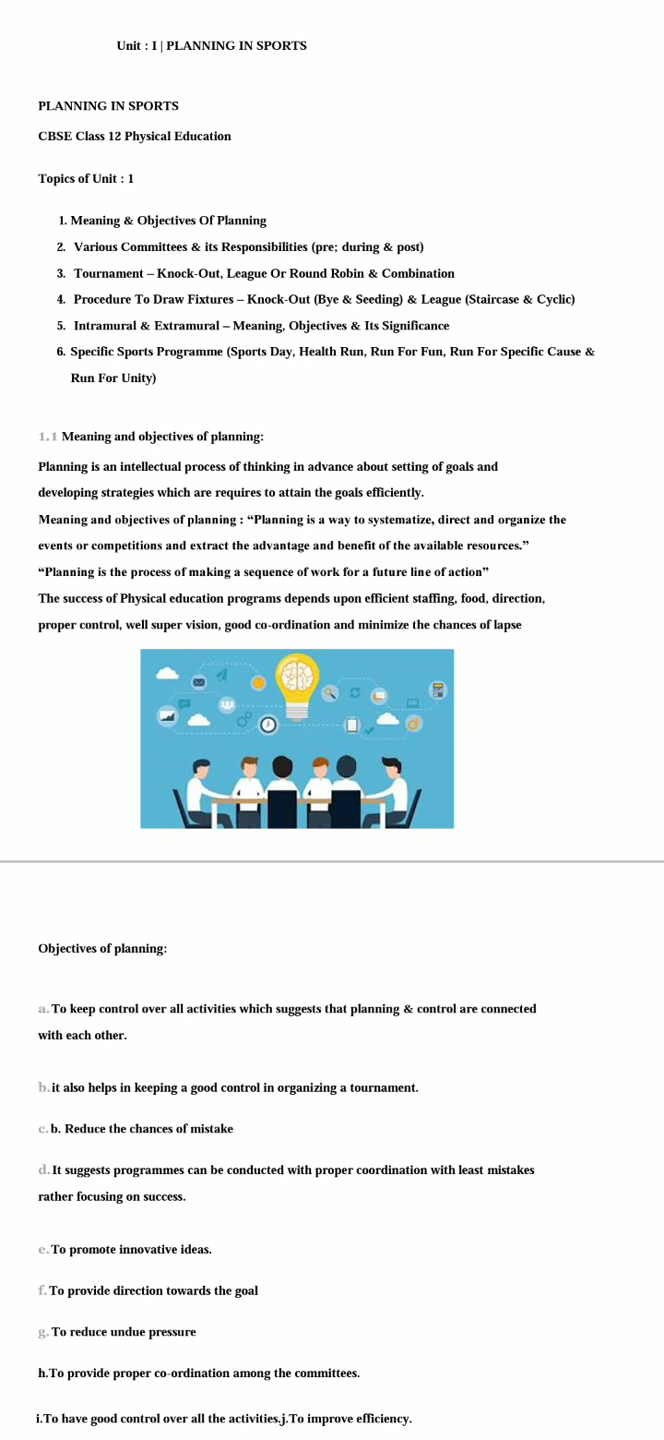 Unit : I | PLANNING IN SPORTS
PLANNING IN SPORTS
CBSE Class 12 Physical Education
Topics of Unit : 1
1. Meaning & Objectives Of Planning
2. Various Committees & its Responsibilities (pre; during & post)
3. Tournament – Knock-Out, League Or Round Robin & Combination
4. Procedure To Draw Fixtures – Knock-Out (Bye & Seeding) & League (Staircase & Cyclic)
5. Intramural & Extramural – Meaning, Objectives & Its Significance
6. Specific Sports Programme (Sports Day, Health Run, Run For Fun, Run For Specific Cause &
Run For Unity)
1.1 Meaning and objectives of planning:
Planning is an intellectual process of thinking in advance about setting of goals and
developing strategies which are requires to attain the goals efficiently.
Meaning and objectives of planning : “Planning is a way to systematize, direct and organize the
events or competitions and extract the advantage and benefit of the available resources.”
“Planning is the process of making a sequence of work for a future line of action”
The success of Physical education programs depends upon efficient staffing, food, direction,
proper control, well super vision, good co-ordination and minimize the chances of lapse
Objectives of planning:
a. To keep control over all activities which suggests that planning & control are connected
with each other.
b. it also helps in keeping a good control in organizing a tournament.
c. b. Reduce the chances of mistake
d. It suggests programmes can be conducted with proper coordination with least mistakes
rather focusing on success.
e. To promote innovative ideas.
f. To provide direction towards the goal
g. To reduce undue pressure
h.To provide proper co-ordination among the committees.
i.To have good control over all the activities.j.To improve efficiency.